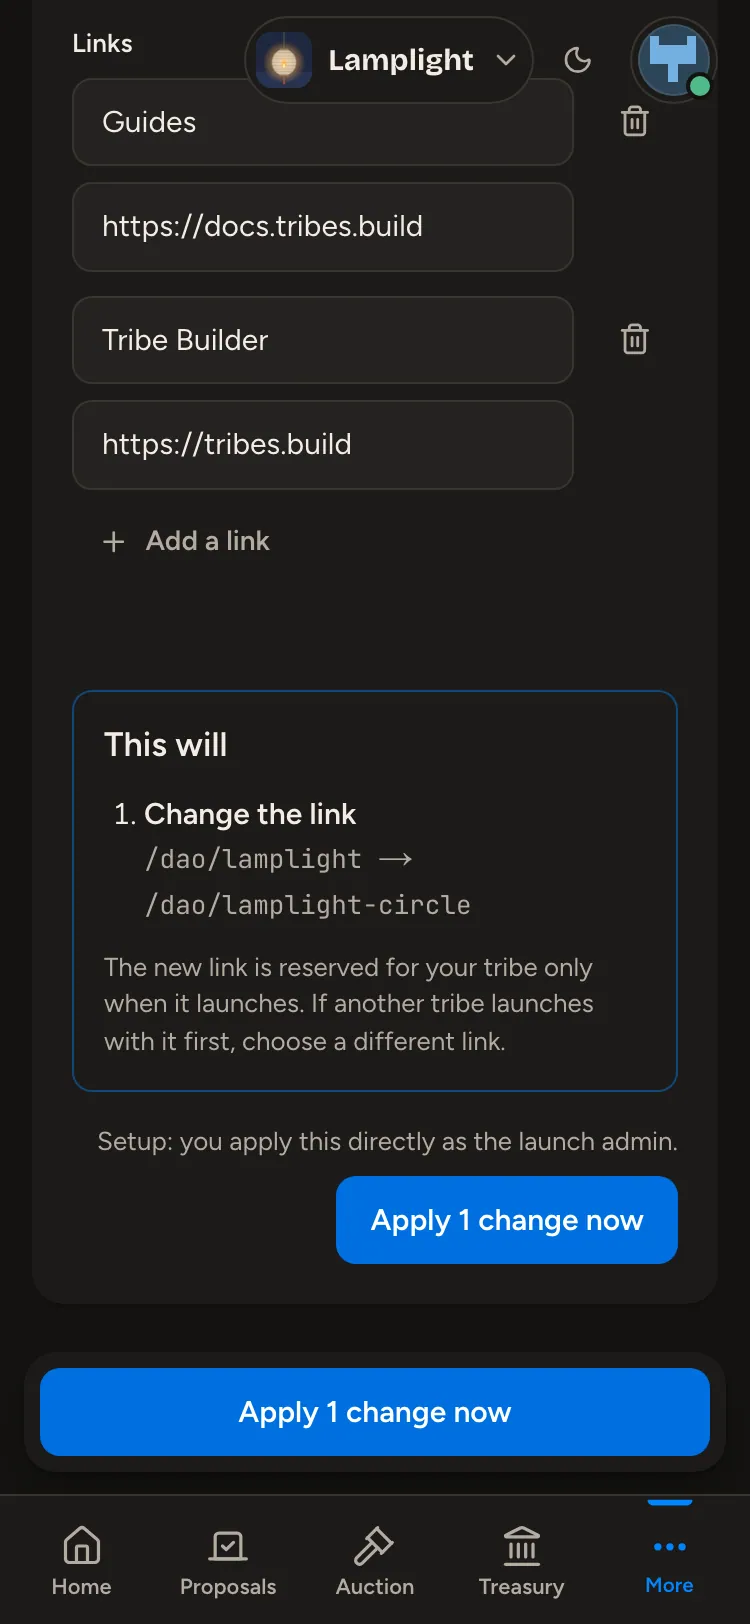 Links
Lamplight
Guides
https://docs.tribes.build
Tribe Builder
https://tribes.build
Add a link
This will
1. Change the link
/dao/lamplight →
/dao/lamplight-circle
The new link is reserved for your tribe only
when it launches. If another tribe launches
with it first, choose a different link.
Setup: you apply this directly as the launch admin.
Apply 1 change now
Apply 1 change now
Home
Proposals
Auction
Treasury
More